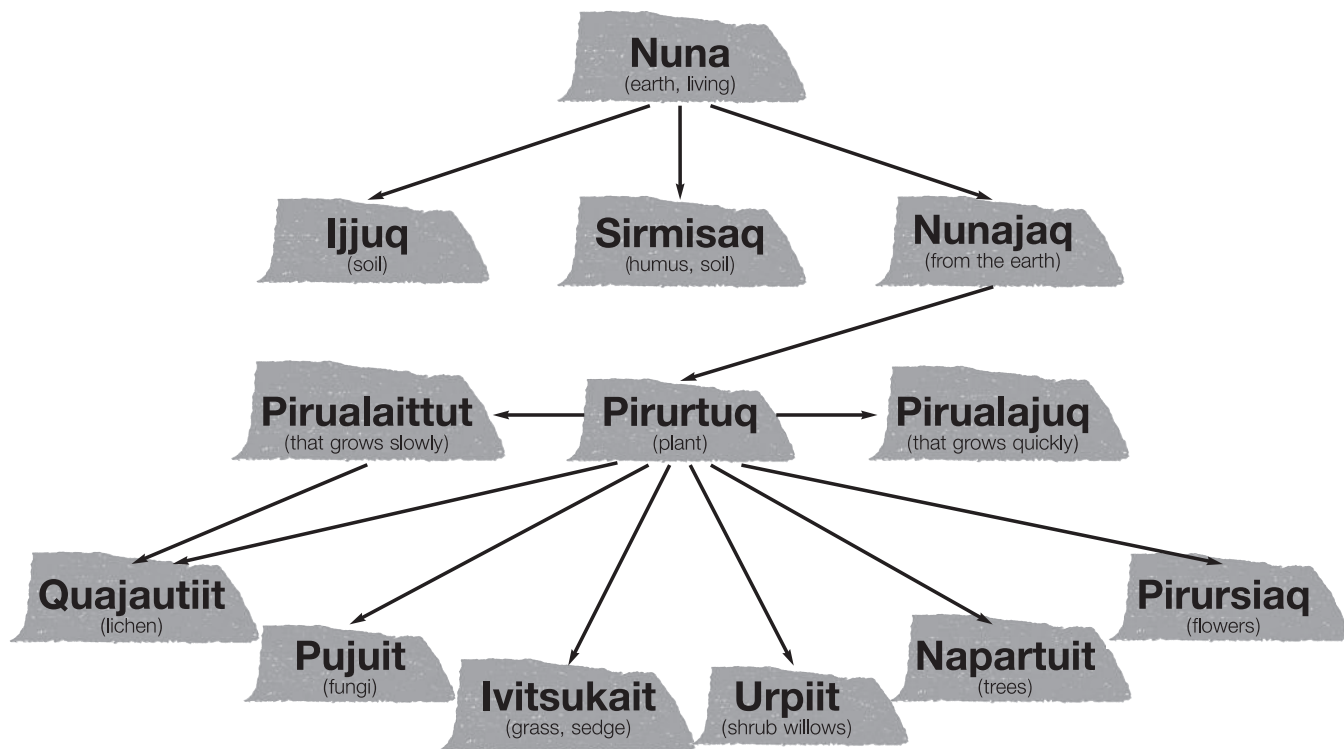 Nuna
(earth, living)
Ijjuq
(soil)
Sirmisaq
(humus, soil)
Nunajaq
(from the earth)
Pirualaittut
(that grows slowly)
Pirurtuq
(plant)
Pirualajuq
(that grows quickly)
Quajautiit
(lichen)
Pujuit
(fungi)
Ivitsukait
(grass, sedge)
Urpiit
(shrub willows)
Napartuit
(trees)
Pirursiaq
(flowers)